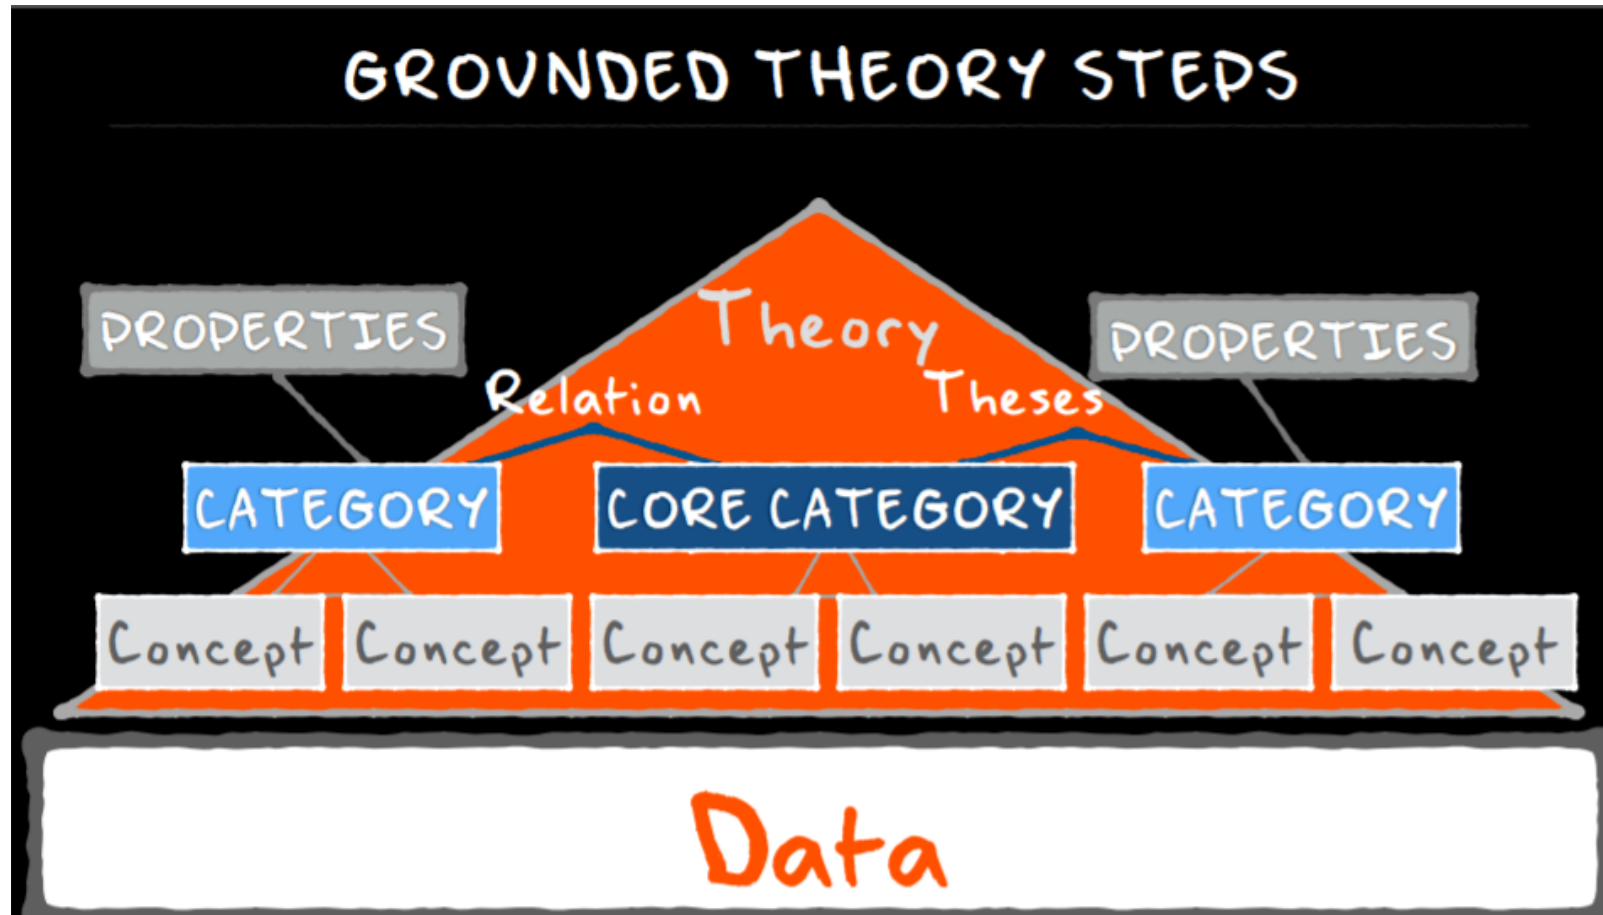 GROUNDED THEORY STEPS
Theory
PROPERTIES
PROPERTIES
Relation
Theses
CATEGORY
CORE CATEGORY
CATEGORY
Concept
Concept
Concept
Concept
Concept
Concept
Data